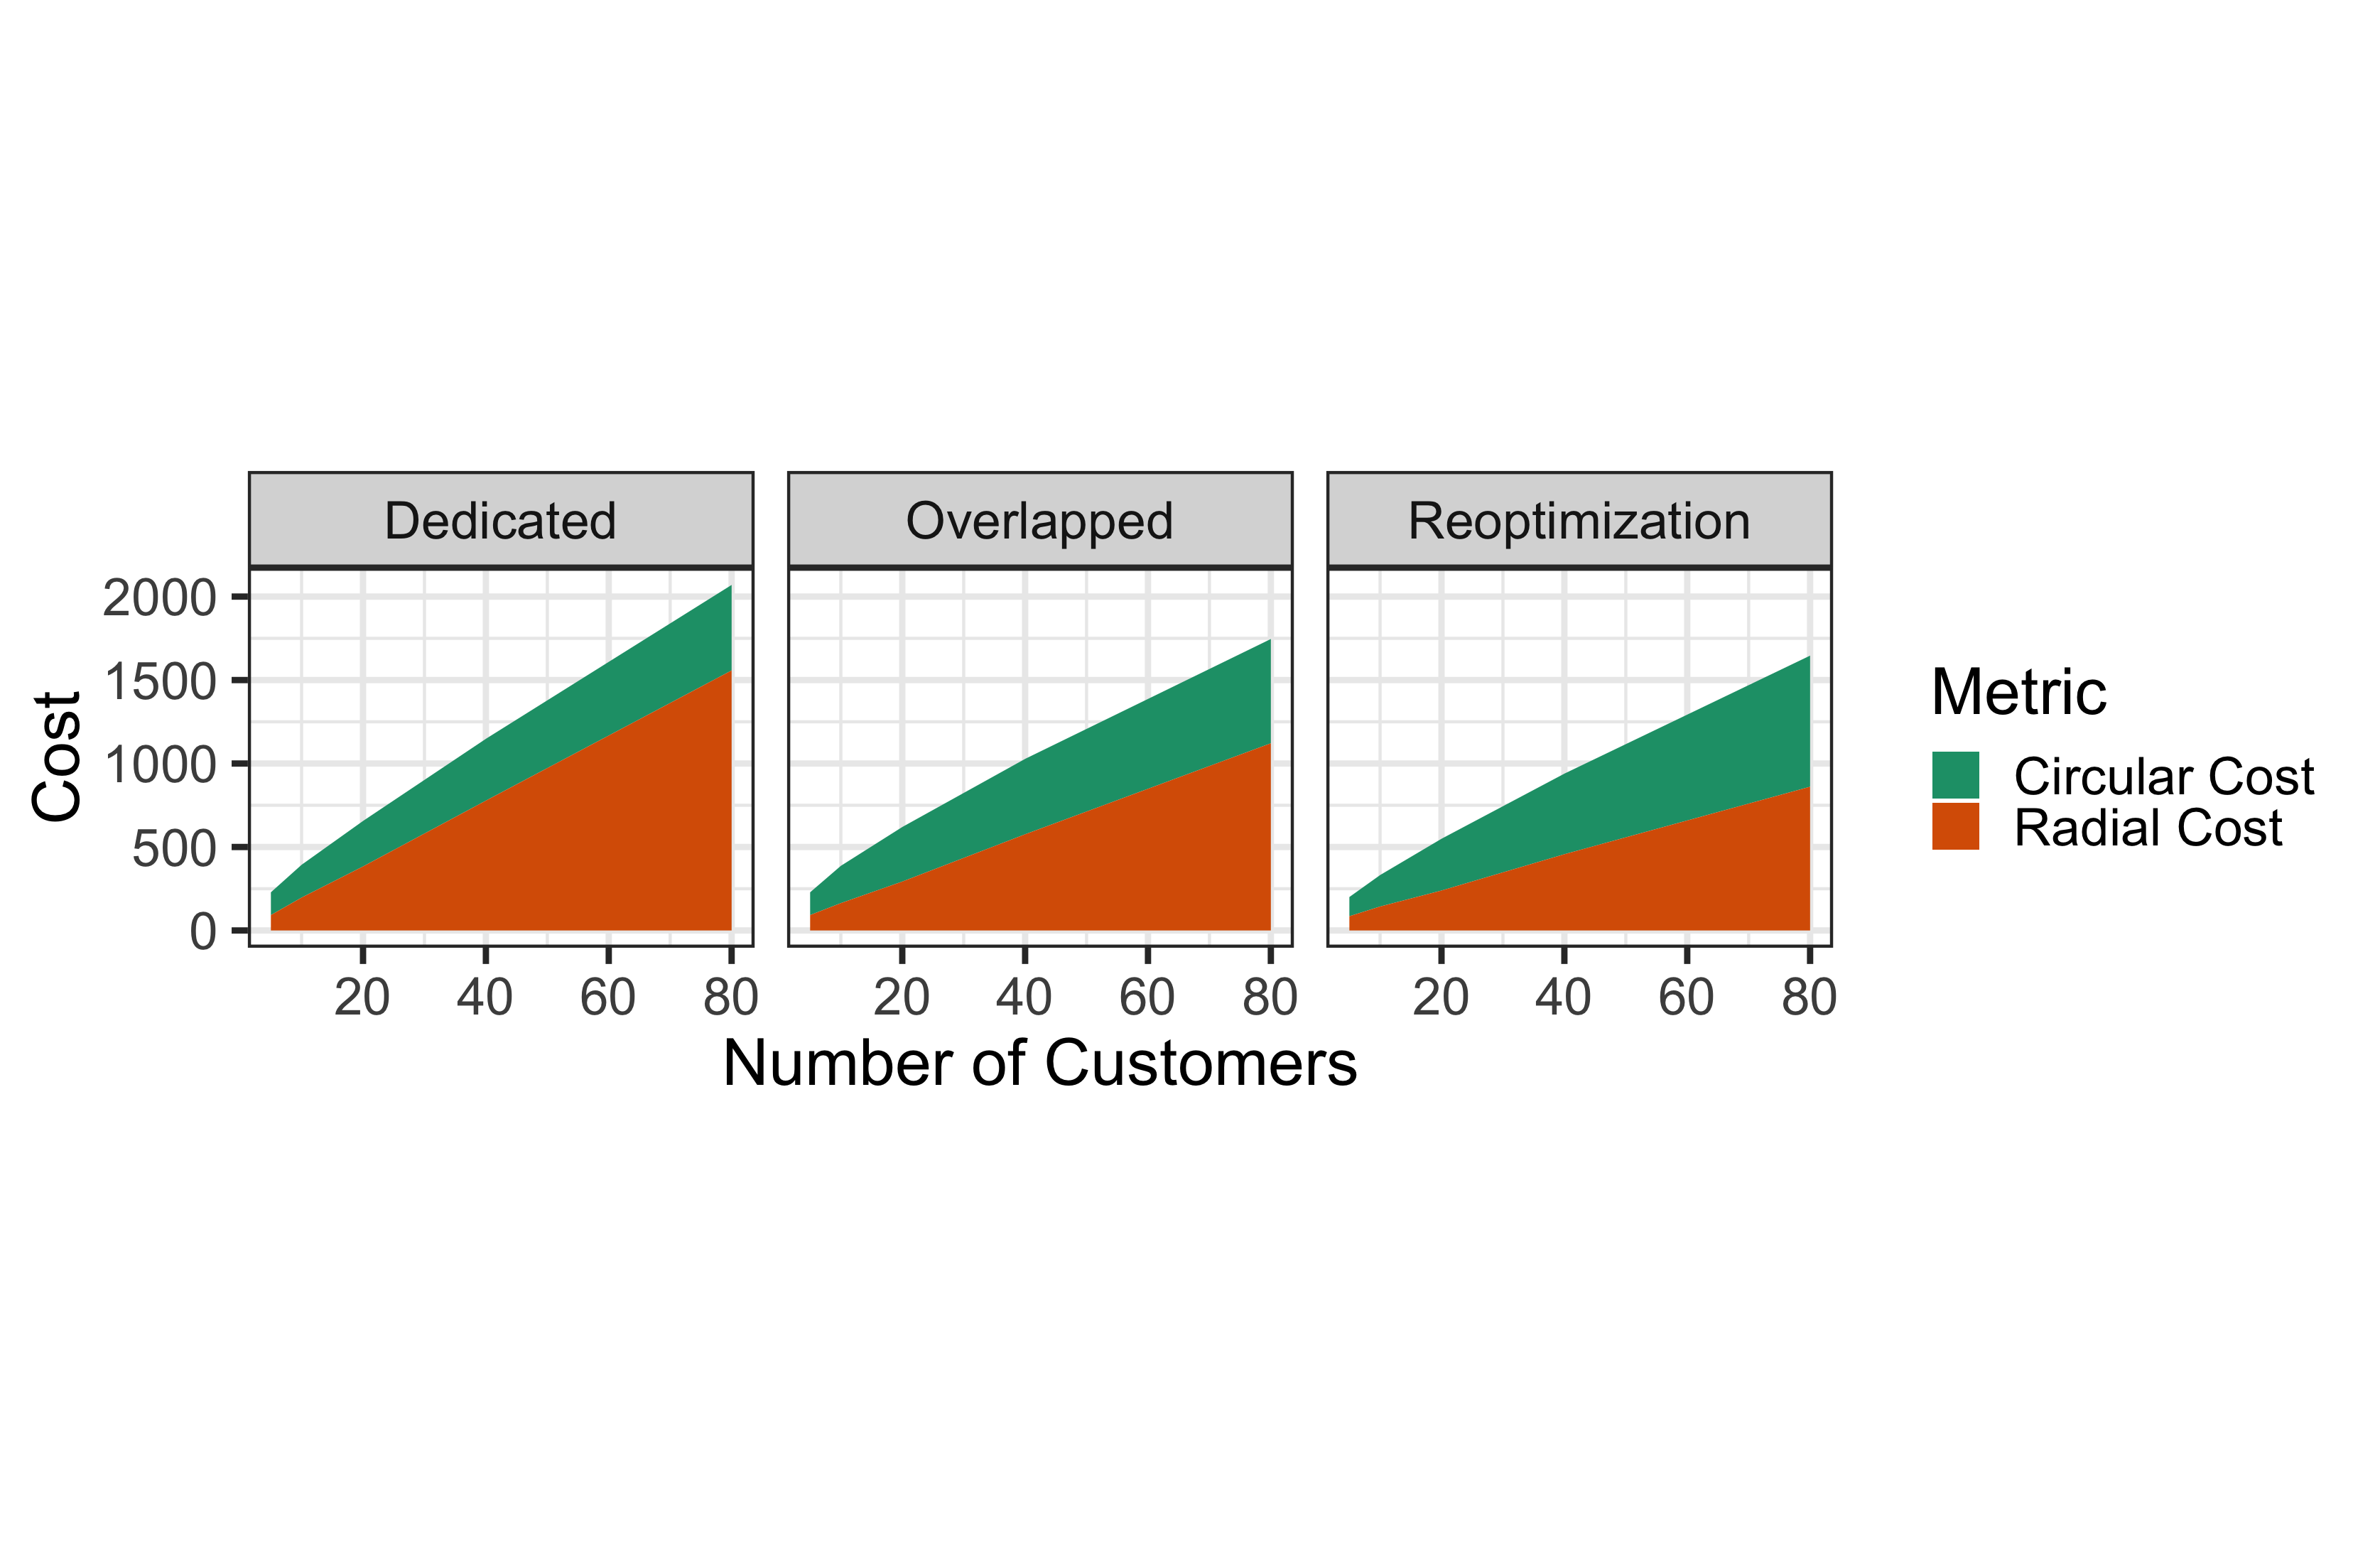 Dedicated Overlapped Reoptimization
2000
1500
1000
500
0
Cost
20 40 60 80 20 40 60 80 20 40 60 80
Number of Customers
Metric
Circular Cost
Radial Cost